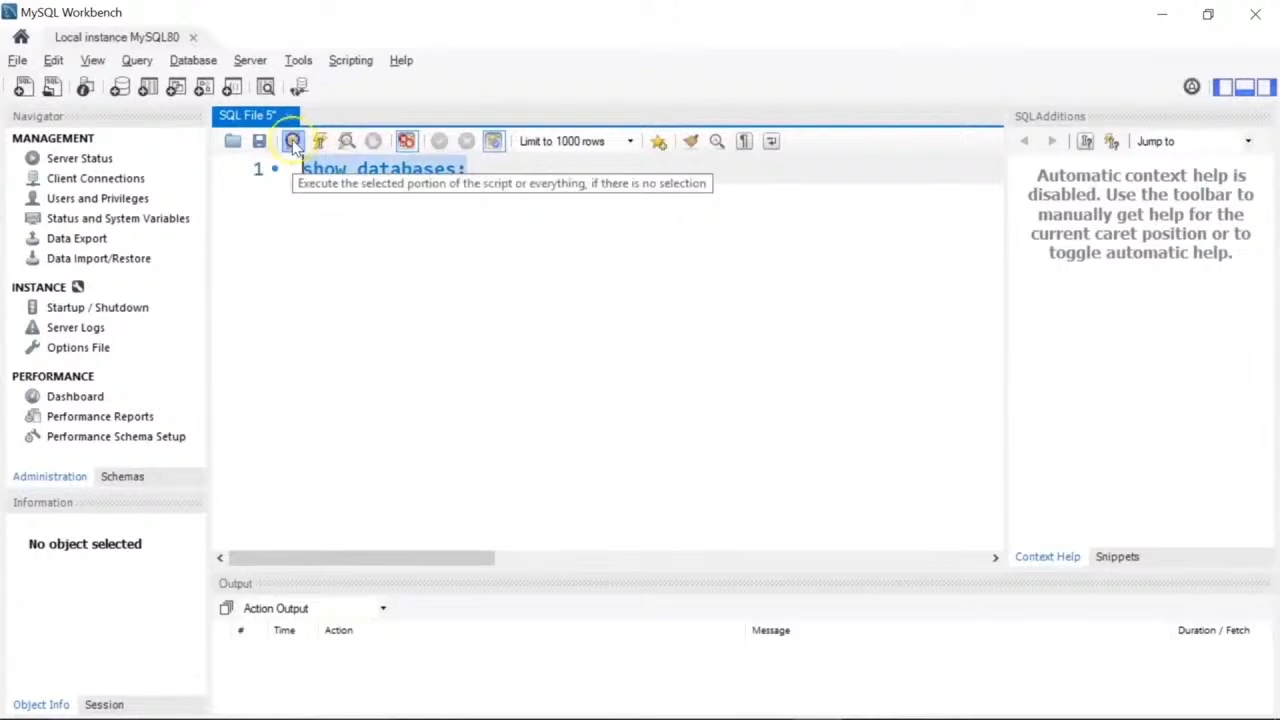 MySQL Workbench
Local instance MySQL80
File Edit View Query Database Server Tools Scripting Help
Navigator
MANAGEMENT
Server Status
Client Connections
Users and Privileges
Status and System Variables
Data Export
Data Import/Restore
INSTANCE
Startup / Shutdown
Server Logs
Options File
PERFORMANCE
Dashboard
Performance Reports
Performance Schema Setup
Administration Schemas
Information
No object selected
Object Info Session
SQL File 5*
Limit to 1000 rows
1 show databases;
Execute the selected portion of the script or everything, if there is no selection
Output
Action Output
# Time Action Message Duration / Fetch
SQLAdditions
Jump to
Automatic context help is
disabled. Use the toolbar to
manually get help for the
current caret position or to
toggle automatic help.
Context Help Snippets